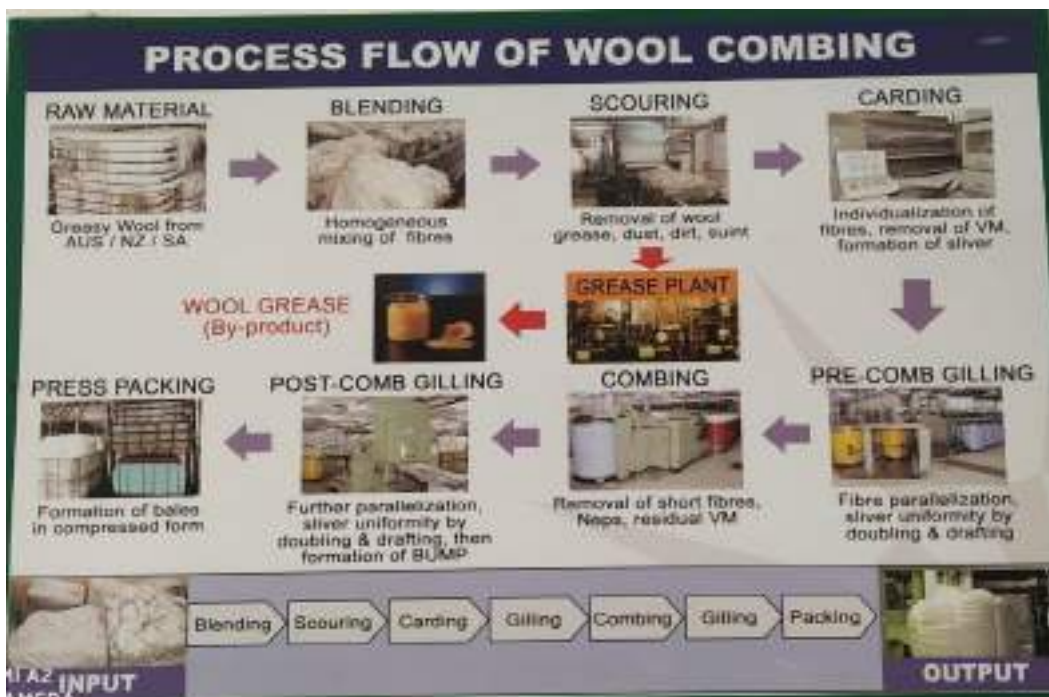 PROCESS FLOW OF WOOL COMBING
RAW MATERIAL
Greasy Wool from
AUS / NZ / SA
BLENDING
Homogeneous
mixing of fibres
SCOURING
Removal of wool
grease, dust, dirt, suint
CARDING
Individualization of
fibres, removal of VM,
formation of sliver
GREASE PLANT
WOOL GREASE
(By-product)
PRE-COMB GILLING
Fibre parallelization,
sliver uniformity by
doubling & drafting
COMBING
Removal of short fibres,
Neps, residual VM
POST-COMB GILLING
Further parallelization,
sliver uniformity by
doubling & drafting, then
formation of BUMP
PRESS PACKING
Formation of bales
in compressed form
INPUT
Blending
Scouring
Carding
Gilling
Combing
Gilling
Packing
OUTPUT